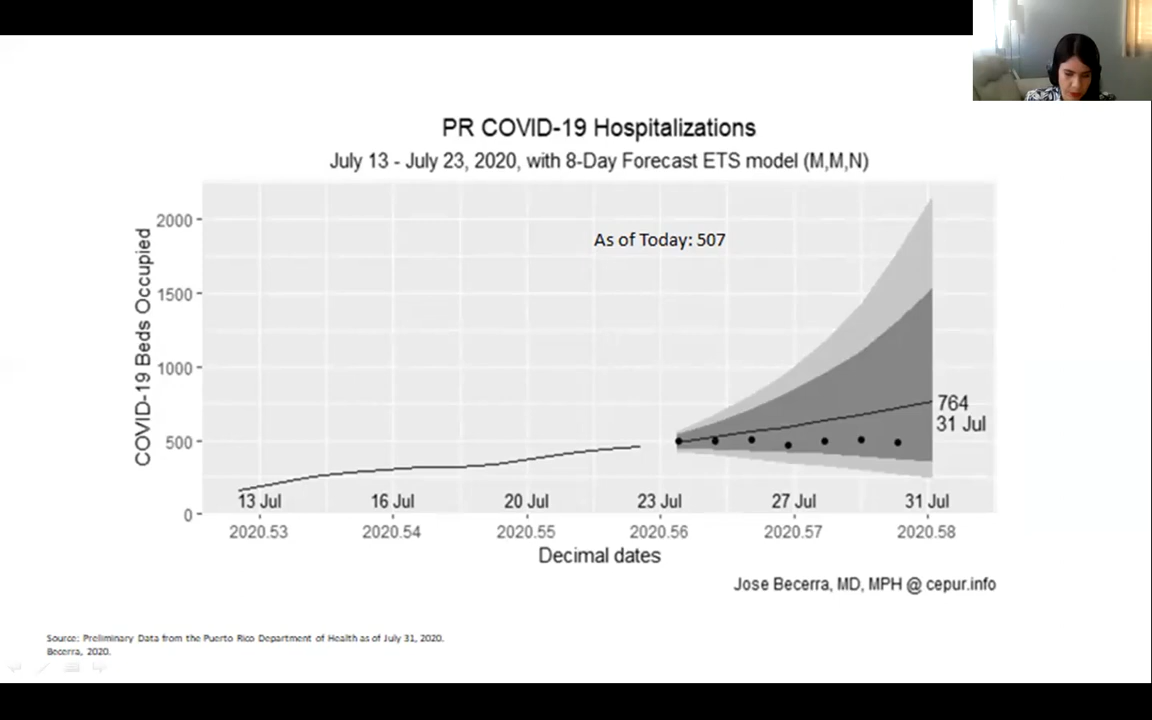 PR COVID-19 Hospitalizations
July 13 - July 23, 2020, with 8-Day Forecast ETS model (M,M,N)
As of Today: 507
COVID-19 Beds Occupied
2000
1500
1000
500
0
764
31 Jul
13 Jul
16 Jul
20 Jul
23 Jul
27 Jul
31 Jul
2020.53
2020.54
2020.55
2020.56
2020.57
2020.58
Decimal dates
Jose Becerra, MD, MPH @ cepur.info
Source: Preliminary Data from the Puerto Rico Department of Health as of July 31, 2020.
Becerra, 2020.